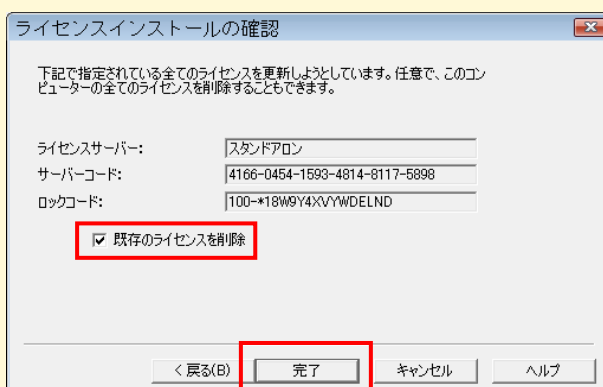 ライセンスインストールの確認
下記で指定されている全てのライセンスを更新しようとしています。任意で、このコン
ピューターの全てのライセンスを削除することもできます。
ライセンスサーバー: スタンドアロン
サーバーコード: 4166-0454-1593-4814-8117-5898
ロックコード: 100-*18W9Y4XVYWDELND
既存のライセンスを削除
< 戻る(B) 完了 キャンセル ヘルプ